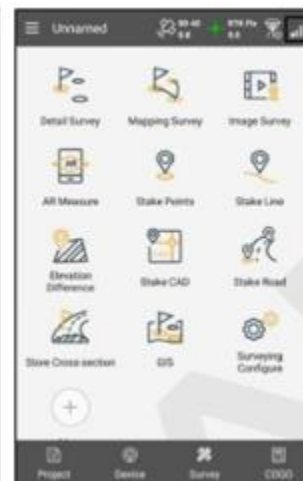 Unnamed
Detail Survey Mapping Survey Image Survey
AR Measure Stake Points Stake Line
Elevation Difference Stake CAD Stake Road
Store Cross-section GIS Surveying Configure
Project Device Survey COGO